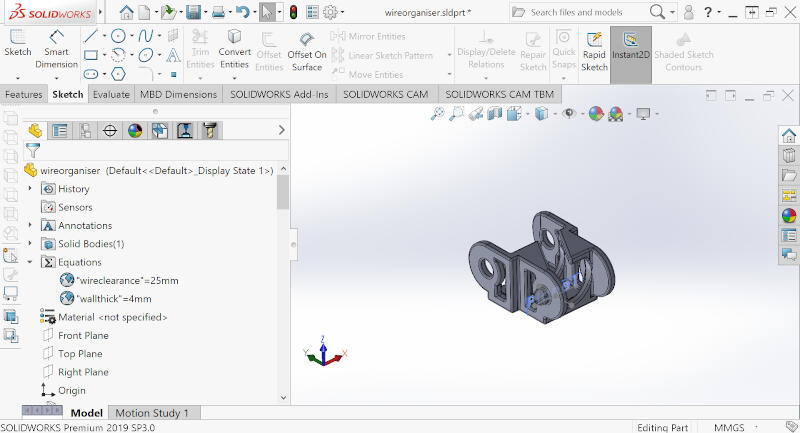 SOLIDWORKS
wireorganiser.sldprt *
Search files and models
?
Sketch
Smart Dimension
Trim Entities
Convert Entities
Offset Entities
Offset On Surface
Mirror Entities
Linear Sketch Pattern
Move Entities
Display/Delete Relations
Repair Sketch
Quick Snaps
Rapid Sketch
Instant2D
Shaded Sketch Contours
Features
Sketch
Evaluate
MBD Dimensions
SOLIDWORKS Add-Ins
SOLIDWORKS CAM
SOLIDWORKS CAM TBM
wireorganiser (Default<<Default>_Display State 1>)
History
Sensors
Annotations
Solid Bodies(1)
Equations
"wireclearance"=25mm
"wallthick"=4mm
Material <not specified>
Front Plane
Top Plane
Right Plane
Origin
Z
Y
X
Model
Motion Study 1
SOLIDWORKS Premium 2019 SP3.0
Editing Part
MMGS